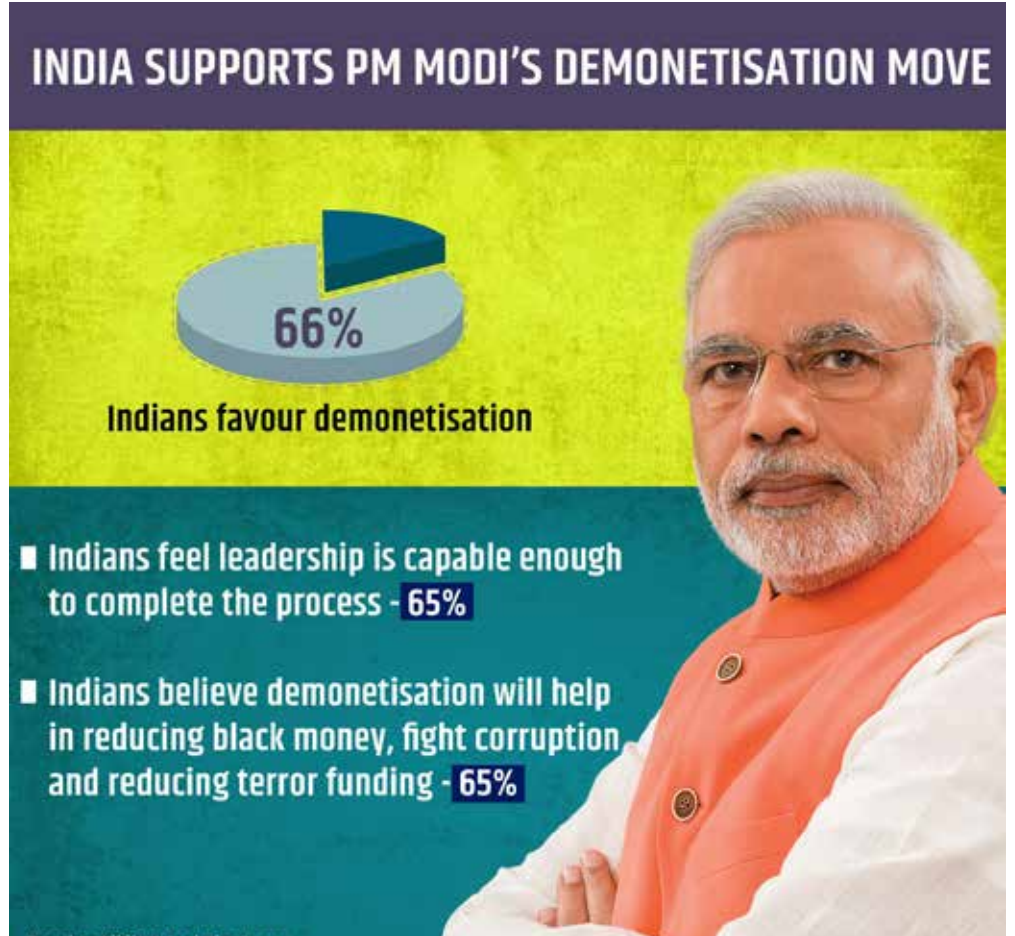 INDIA SUPPORTS PM MODI'S DEMONETISATION MOVE
66%
Indians favour demonetisation
Indians feel leadership is capable enough
to complete the process - 65%
Indians believe demonetisation will help
in reducing black money, fight corruption
and reducing terror funding - 65%